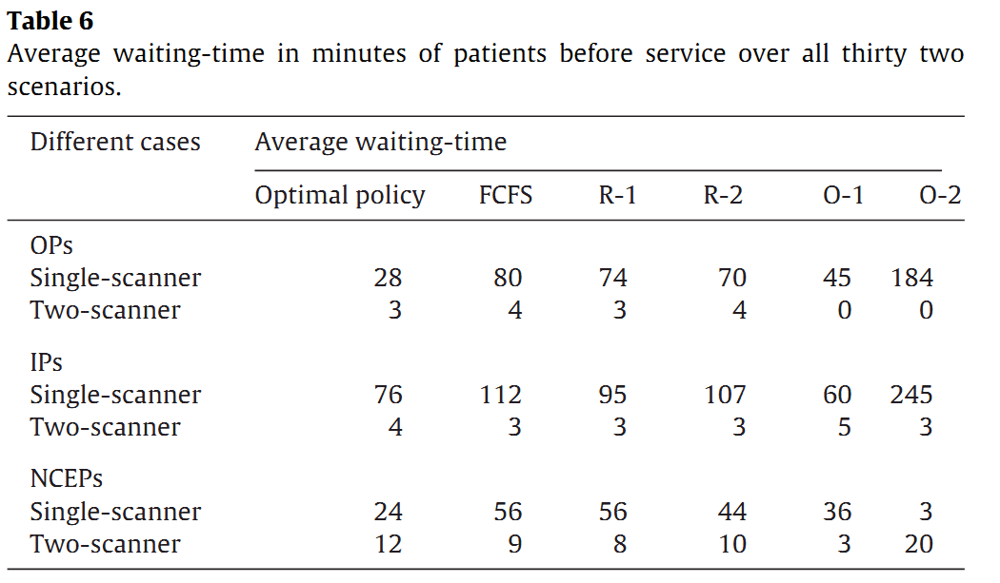 Table 6
Average waiting-time in minutes of patients before service over all thirty two
scenarios.
Different cases Average waiting-time
Optimal policy FCFS R-1 R-2 O-1 O-2
OPs
Single-scanner 28 80 74 70 45 184
Two-scanner 3 4 3 4 0 0
IPs
Single-scanner 76 112 95 107 60 245
Two-scanner 4 3 3 3 5 3
NCEPs
Single-scanner 24 56 56 44 36 3
Two-scanner 12 9 8 10 3 20